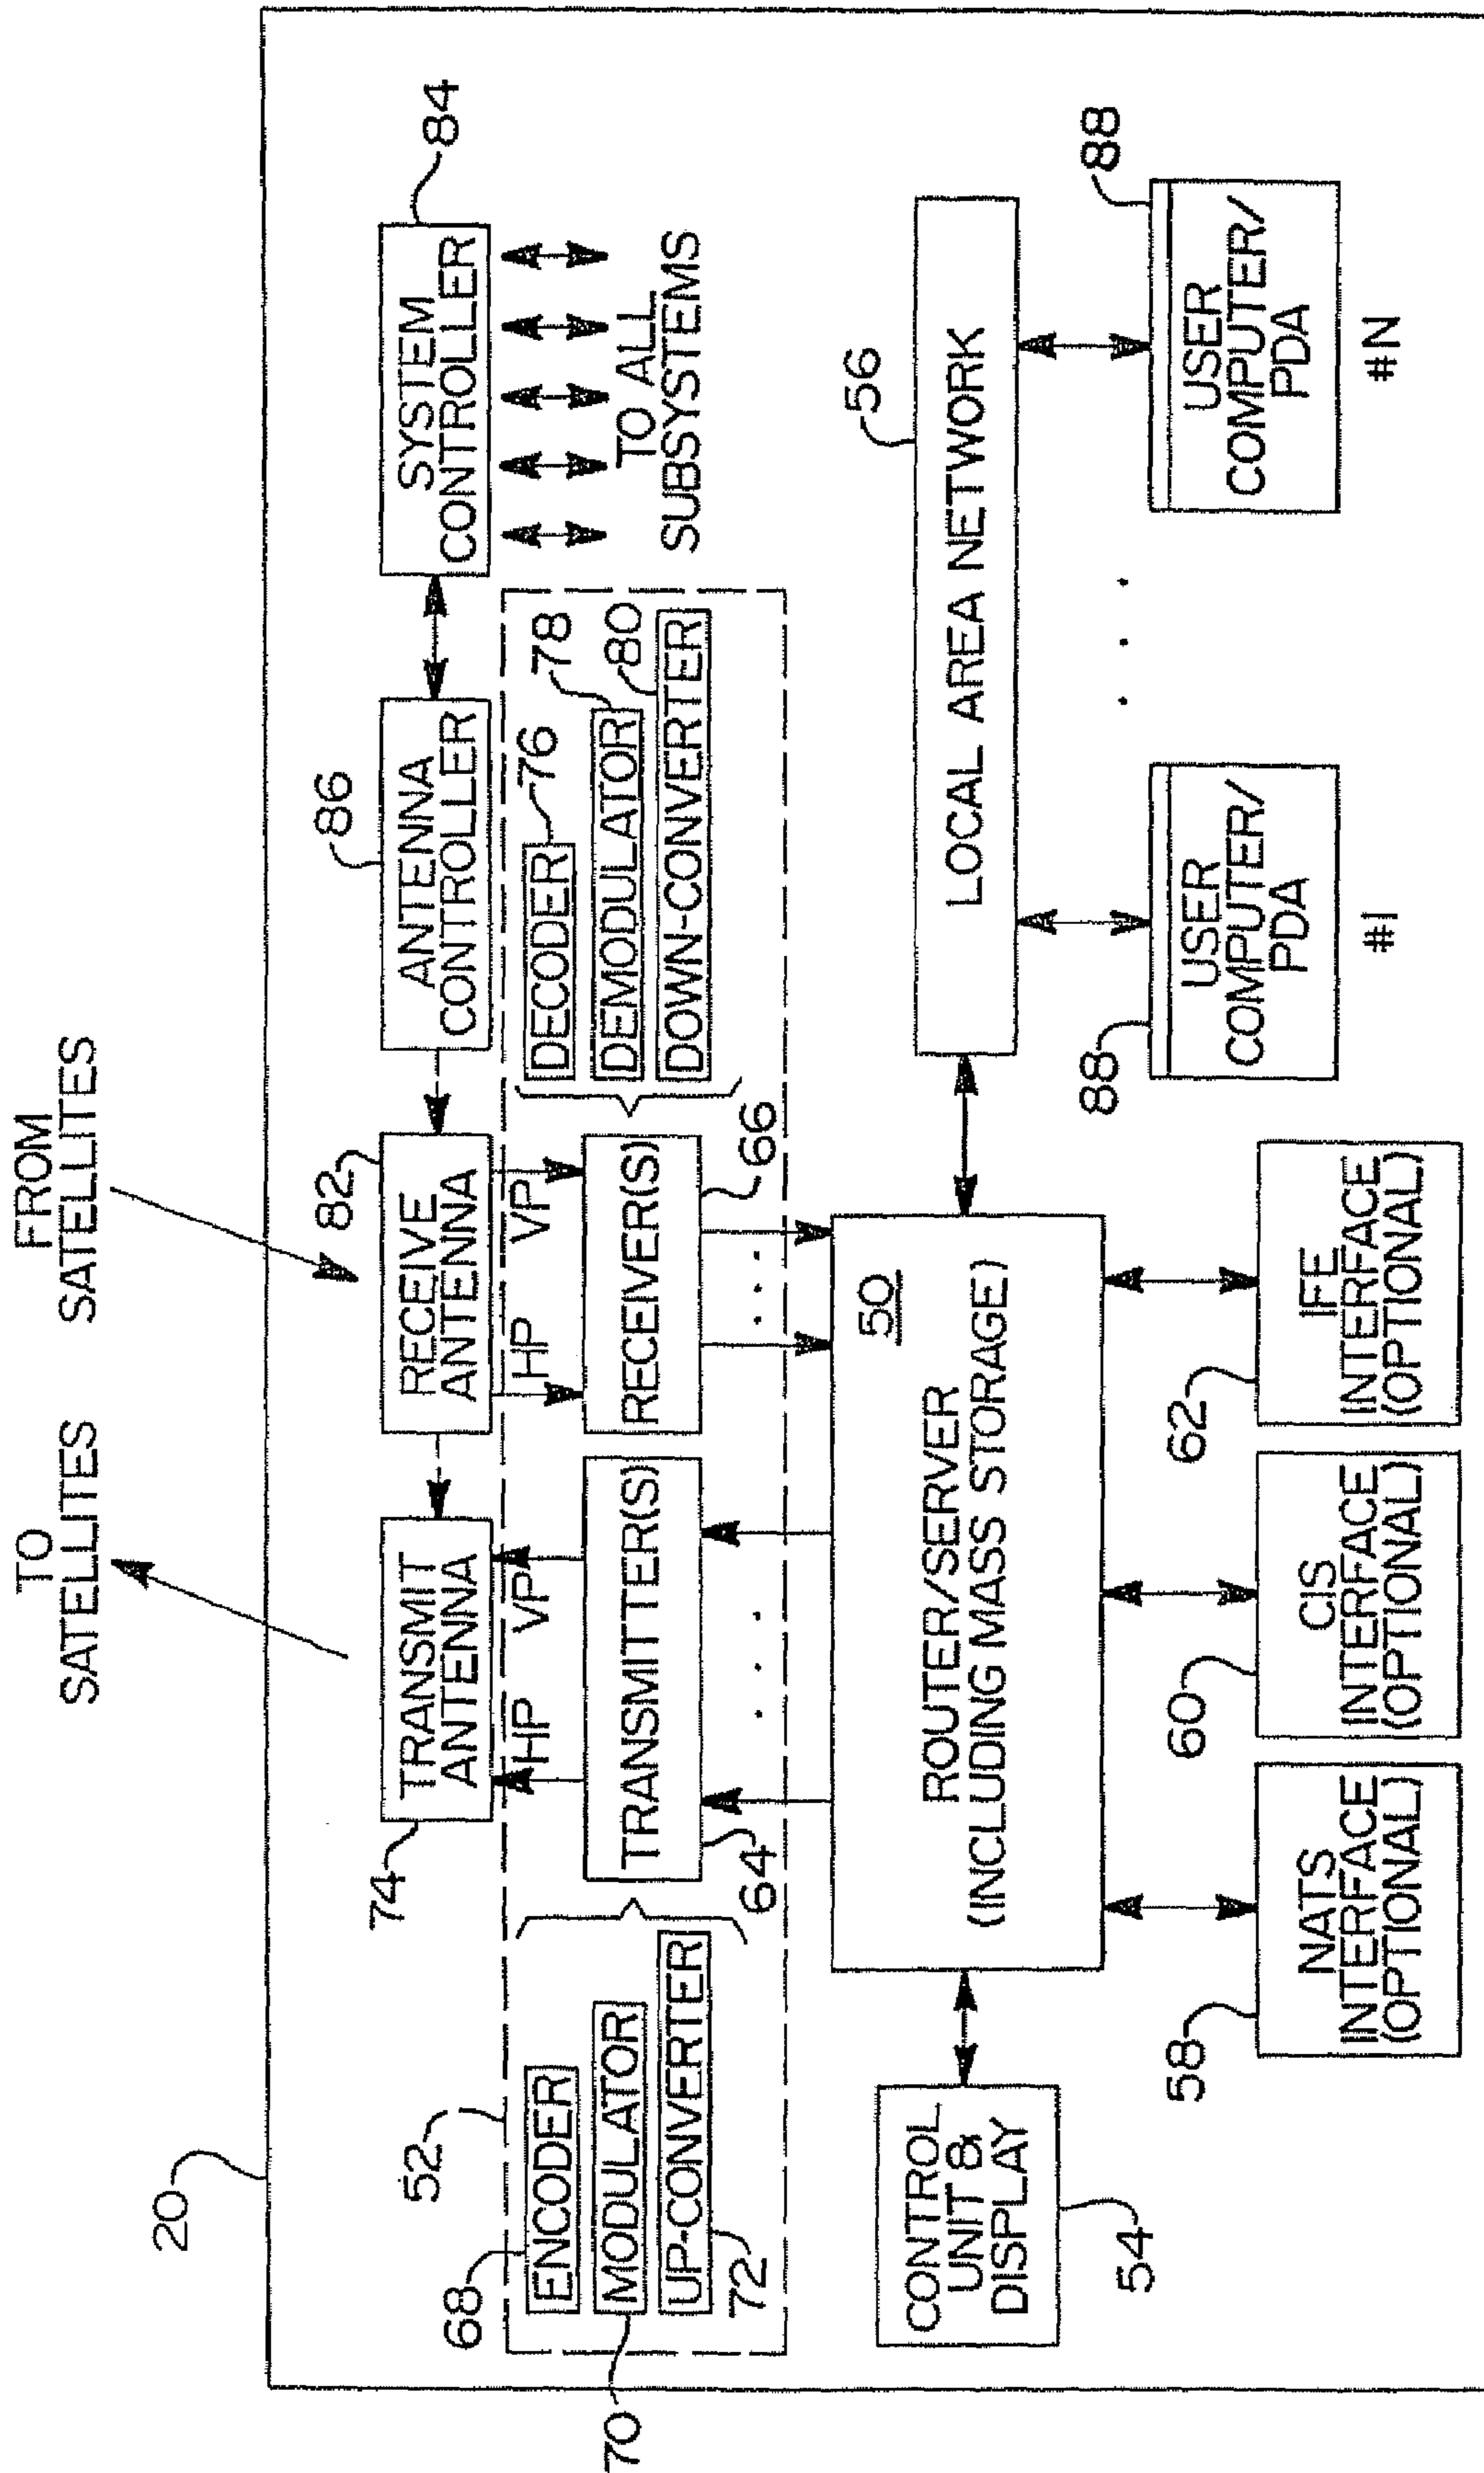 TO
SATELLITES
FROM
SATELLITES
20
74
TRANSMIT
ANTENNA
82
RECEIVE
ANTENNA
86
ANTENNA
CONTROLLER
SYSTEM
CONTROLLER
84
HP VP
HP VP
TO ALL
SUBSYSTEMS
52
68
ENCODER
70
MODULATOR
UP-CONVERTER
72
TRANSMITTER(S)
64
RECEIVER(S)
66
DECODER
76
DEMODULATOR
78
DOWN-CONVERTER
80
CONTROL
UNIT &
DISPLAY
54
50
ROUTER/SERVER
(INCLUDING MASS STORAGE)
56
LOCAL AREA NETWORK
58
NATS
INTERFACE
(OPTIONAL)
60
CIS
INTERFACE
(OPTIONAL)
62
IFE
INTERFACE
(OPTIONAL)
88
USER
COMPUTER/
PDA
#1
88
USER
COMPUTER/
PDA
#N